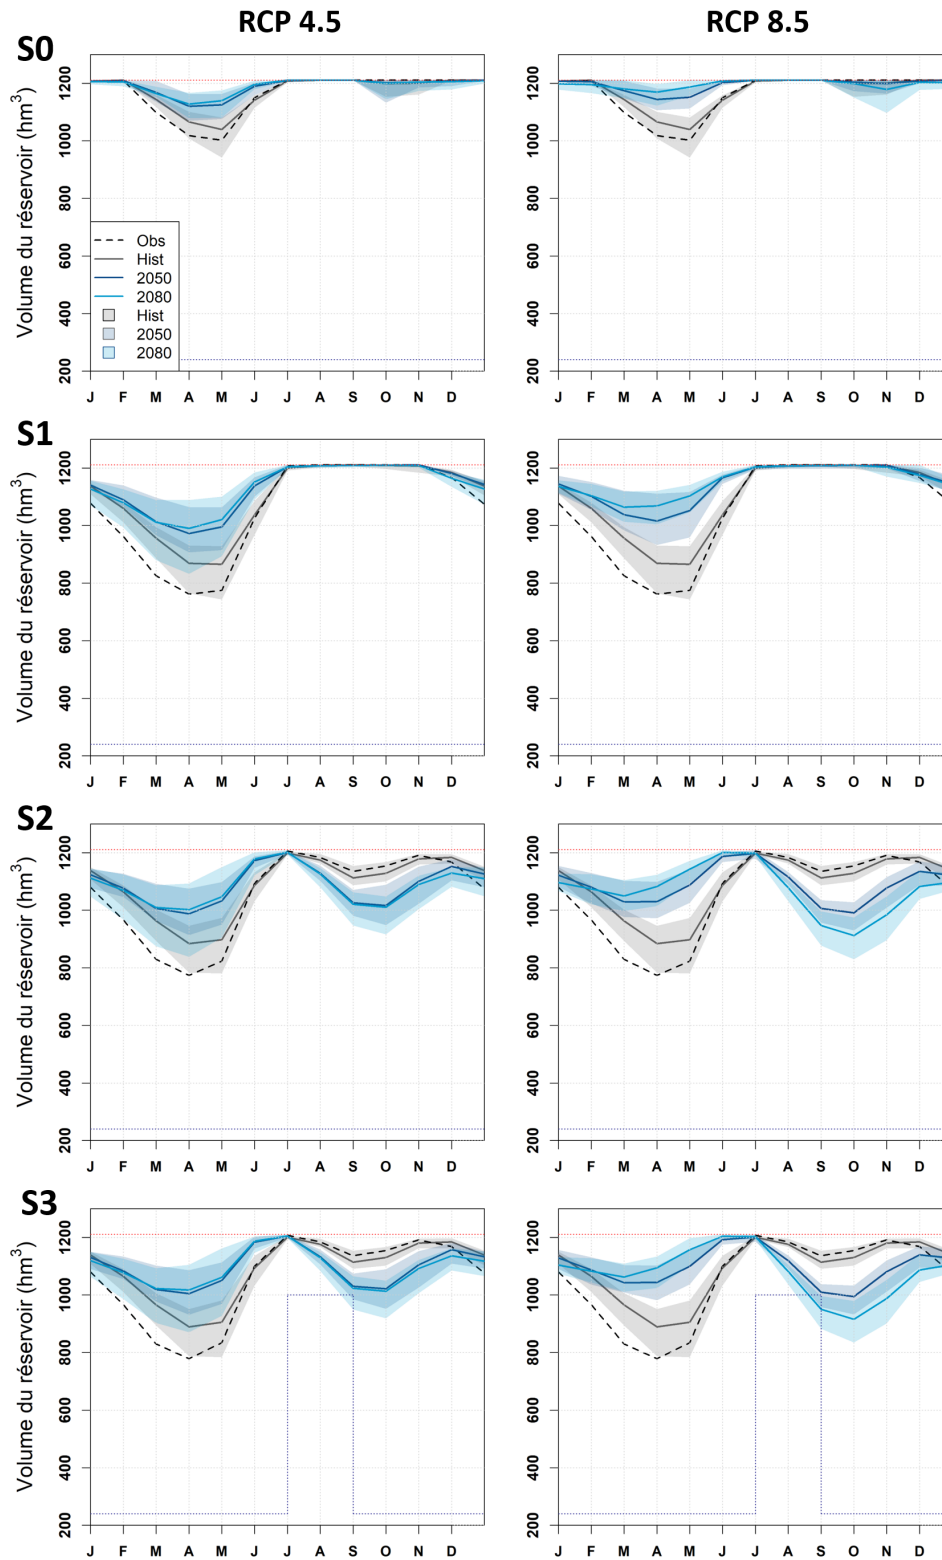 RCP 4.5
RCP 8.5
S0
Volume du réservoir (hm³)
1200
1000
800
600
400
200
Obs
Hist
2050
2080
Hist
2050
2080
J F M A M J J A S O N D
1200
1000
800
600
400
200
J F M A M J J A S O N D
S1
Volume du réservoir (hm³)
1200
1000
800
600
400
200
J F M A M J J A S O N D
1200
1000
800
600
400
200
J F M A M J J A S O N D
S2
Volume du réservoir (hm³)
1200
1000
800
600
400
200
J F M A M J J A S O N D
1200
1000
800
600
400
200
J F M A M J J A S O N D
S3
Volume du réservoir (hm³)
1200
1000
800
600
400
200
J F M A M J J A S O N D
1200
1000
800
600
400
200
J F M A M J J A S O N D